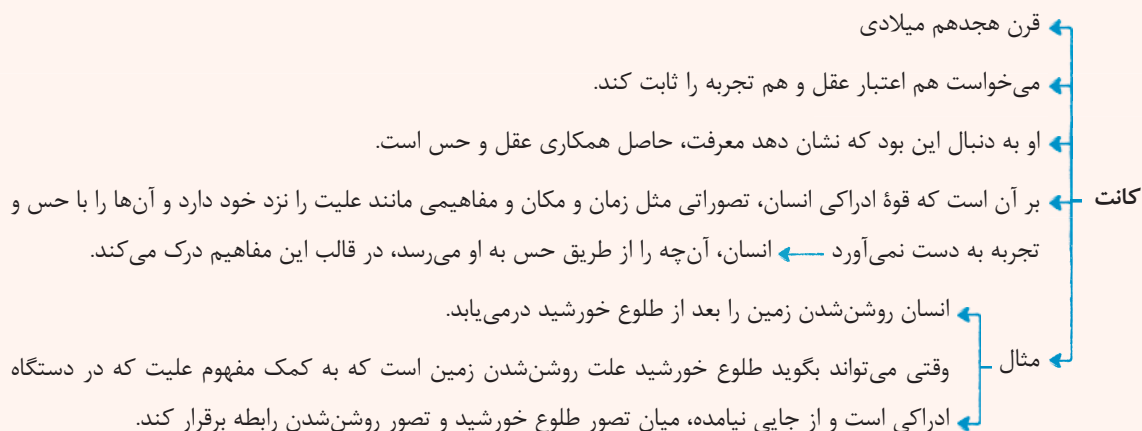 قرن هجدهم میلادی
می‌خواست هم اعتبار عقل و هم تجربه را ثابت کند.
او به دنبال این بود که نشان دهد معرفت، حاصل همکاری عقل و حس است.
کانت
بر آن است که قوهٔ ادراکی انسان، تصوراتی مثل زمان و مکان و مفاهیمی مانند علیت را نزد خود دارد و آن‌ها را با حس و
تجربه به دست نمی‌آورد ← انسان، آن‌چه را از طریق حس به او می‌رسد، در قالب این مفاهیم درک می‌کند.
انسان روشن‌شدن زمین را بعد از طلوع خورشید درمی‌یابد.
مثال
وقتی می‌تواند بگوید طلوع خورشید علت روشن‌شدن زمین است که به کمک مفهوم علیت که در دستگاه
ادراکی است و از جایی نیامده، میان تصور طلوع خورشید و تصور روشن‌شدن رابطه برقرار کند.